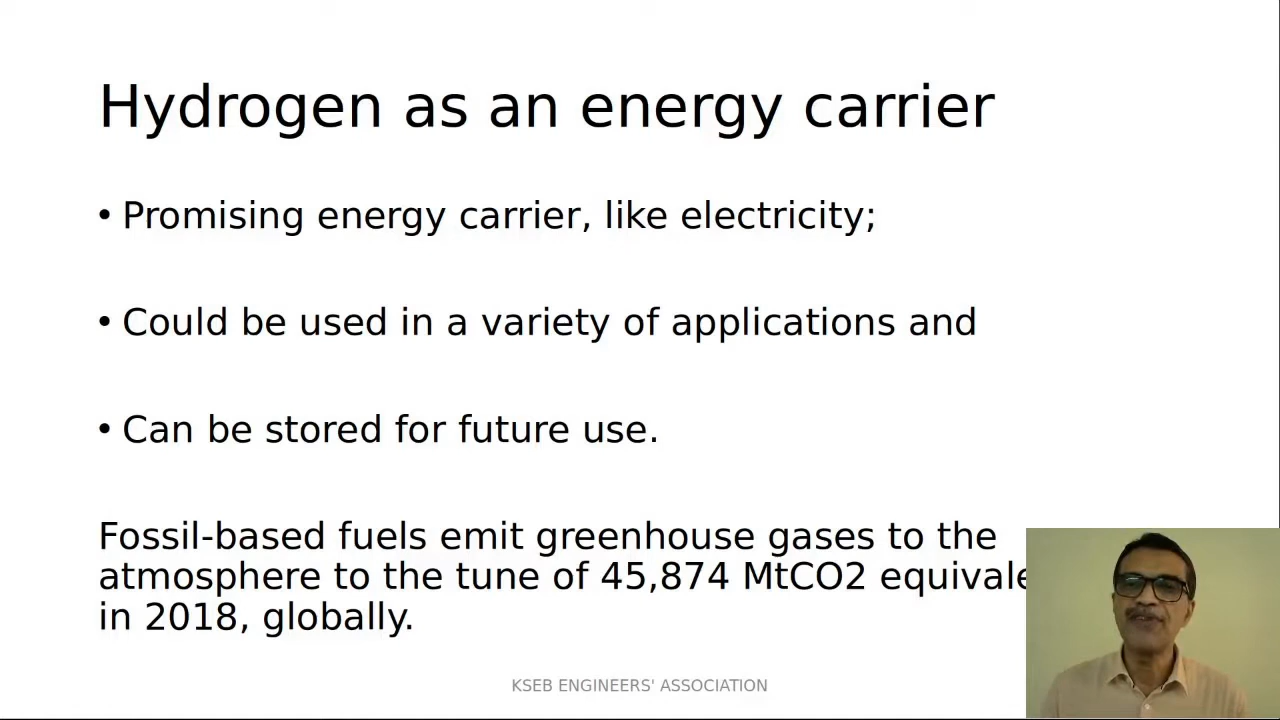 Hydrogen as an energy carrier
• Promising energy carrier, like electricity;
• Could be used in a variety of applications and
• Can be stored for future use.
Fossil-based fuels emit greenhouse gases to the
atmosphere to the tune of 45,874 MtCO2
in 2018, globally.
KSEB ENGINEERS' ASSOCIATION